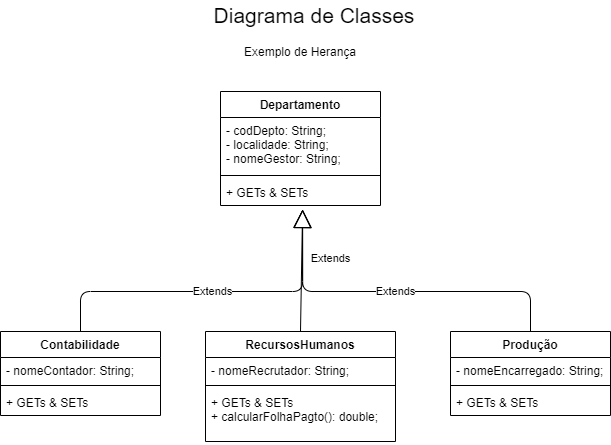 Diagrama de Classes
Exemplo de Herança
Departamento
- codDepto: String;
- localidade: String;
- nomeGestor: String;
+ GETs & SETs
Extends
Extends
Extends
Contabilidade
- nomeContador: String;
+ GETs & SETs
RecursosHumanos
- nomeRecrutador: String;
+ GETs & SETs
+ calcularFolhaPagto(): double;
Produção
- nomeEncarregado: String;
+ GETs & SETs